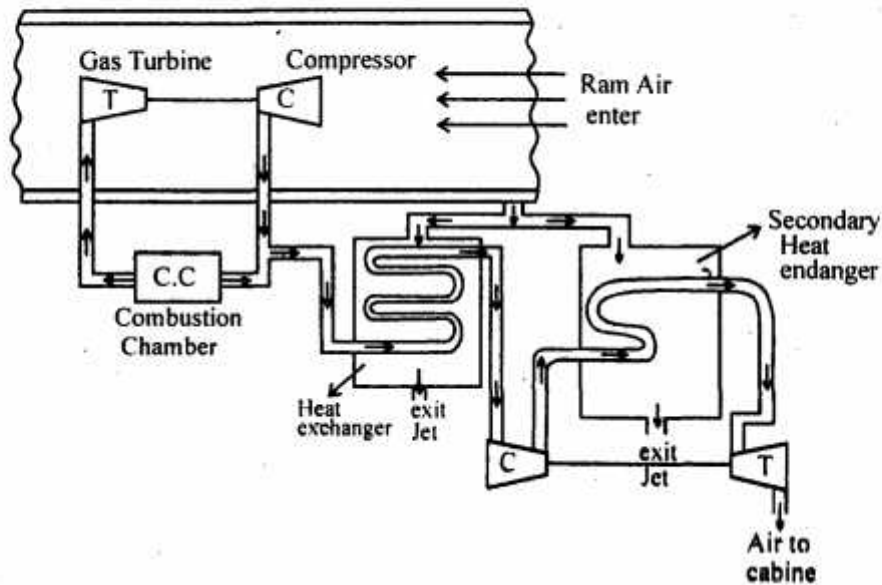 Gas Turbine
Compressor
T
C
Ram Air
enter
C.C
Combustion
Chamber
Secondary
Heat
endanger
Heat
exchanger
exit
Jet
C
exit
Jet
T
Air to
cabine